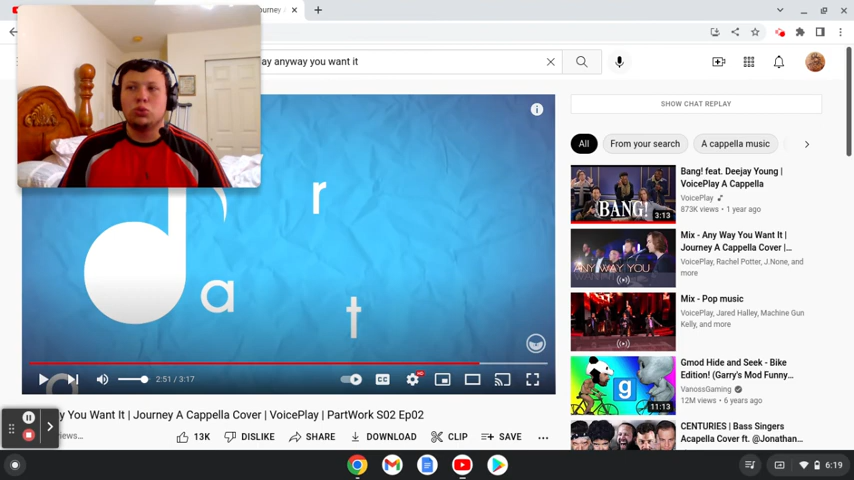 ourney
ay anyway you want it
SHOW CHAT REPLAY
All
From your search
A cappella music
r
a
t
2:51 / 3:17
CC
HD
Bang! feat. Deejay Young |
VoicePlay A Cappella
VoicePlay
873K views • 1 year ago
BANG!
3:13
Mix - Any Way You Want It |
Journey A Cappella Cover |...
VoicePlay, Rachel Potter, J.None, and
more
ANY WAY YOU
Mix - Pop music
VoicePlay, Jared Halley, Machine Gun
Kelly, and more
Gmod Hide and Seek - Bike
Edition! (Garry's Mod Funny...
VanossGaming
12M views • 6 years ago
g
11:13
CENTURIES | Bass Singers
Acapella Cover ft. @Jonathan...
y You Want It | Journey A Cappella Cover | VoicePlay | PartWork S02 Ep02
iews...
13K
DISLIKE
SHARE
DOWNLOAD
CLIP
SAVE
6:19